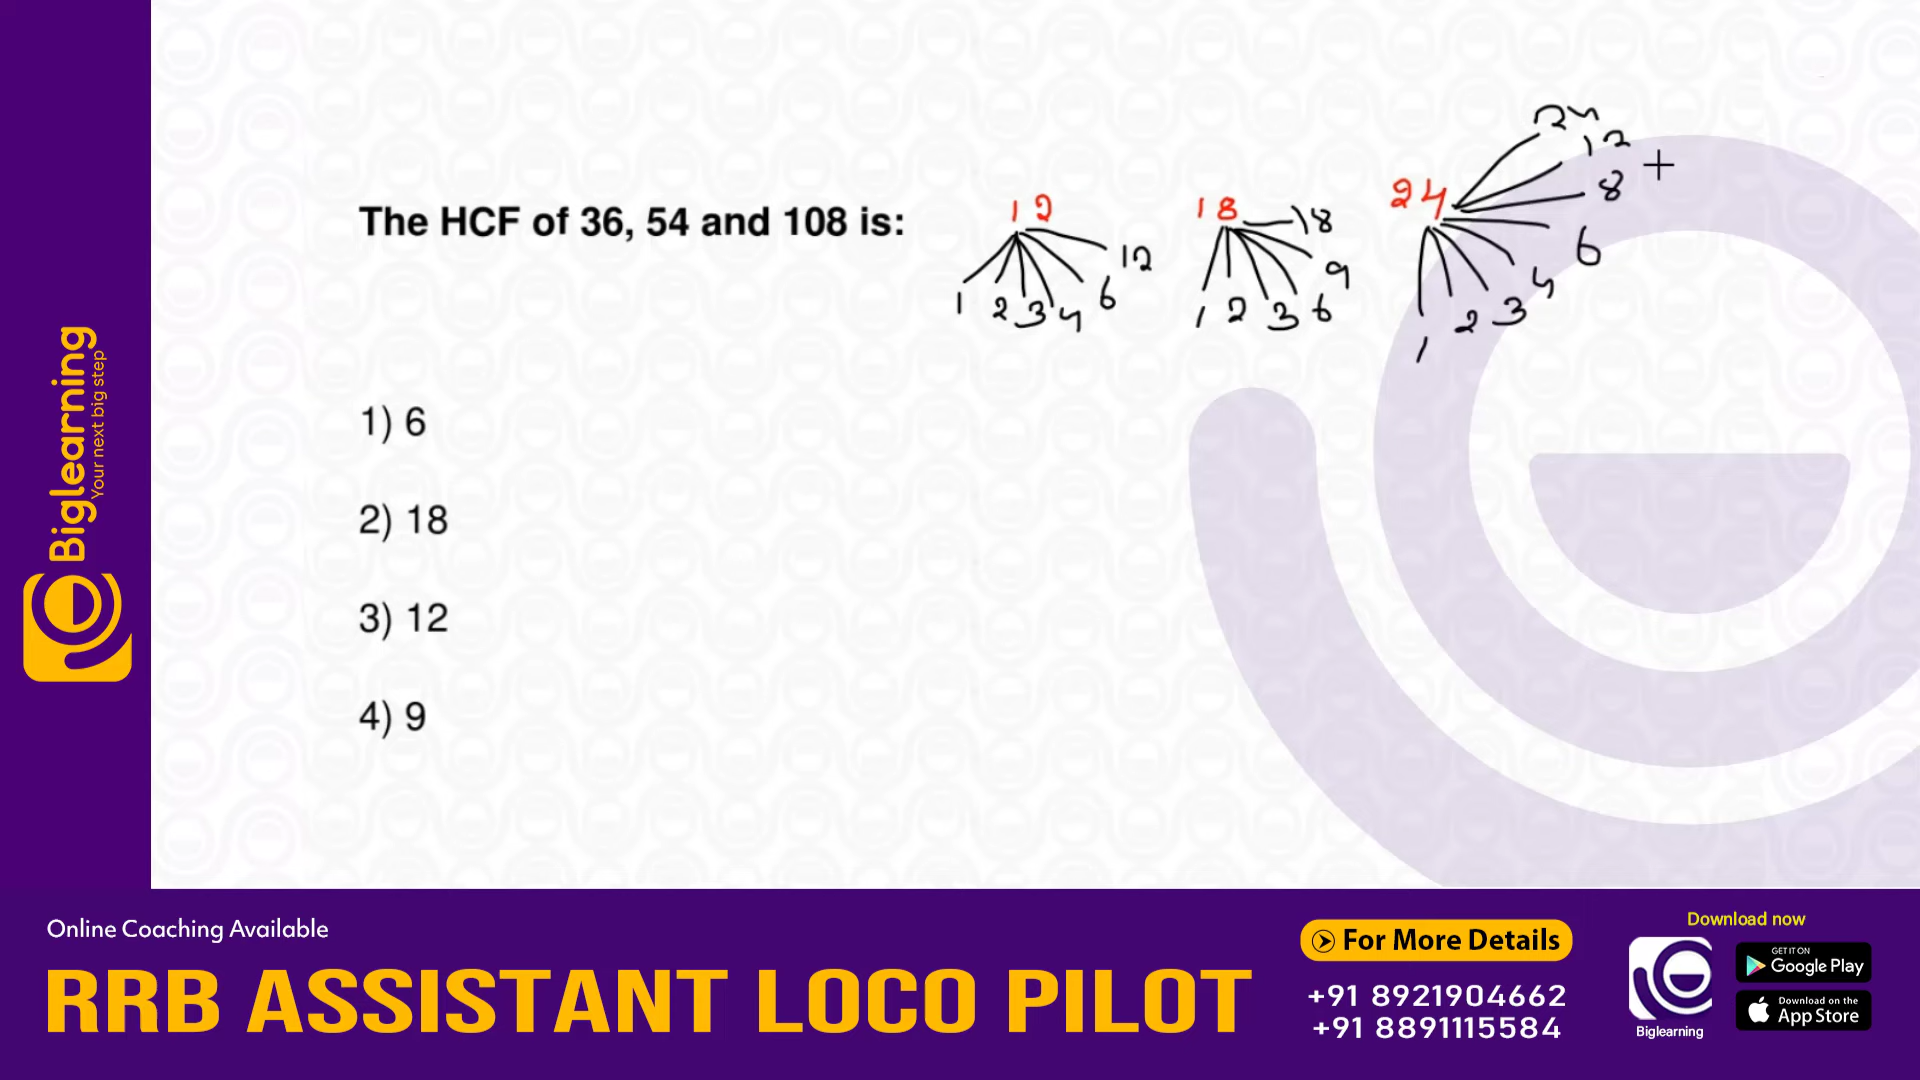 The HCF of 36, 54 and 108 is:
1) 6
2) 18
3) 12
4) 9
12
1 2 3 4 6 12
18
1 2 3 6 9 18
24
1 2 3 4 6 8 12 24
Biglearning
Your next big step
Online Coaching Available
RRB ASSISTANT LOCO PILOT
For More Details
+91 8921904662
+91 8891115584
Download now
Biglearning
GET IT ON
Google Play
Download on the
App Store